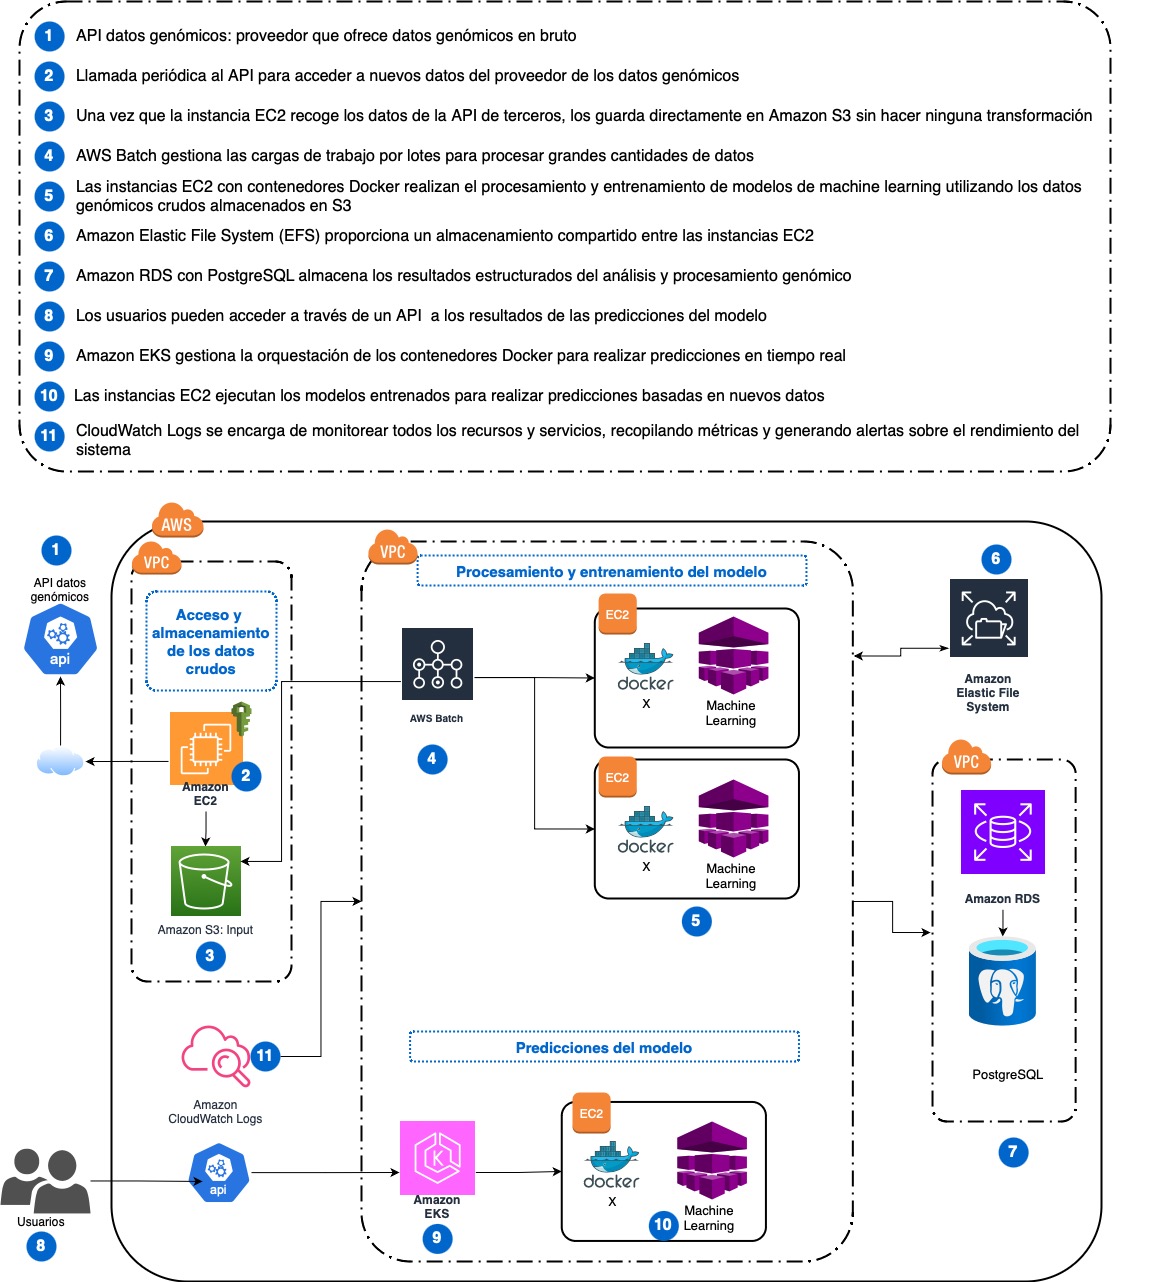 1 API datos genómicos: proveedor que ofrece datos genómicos en bruto
2 Llamada periódica al API para acceder a nuevos datos del proveedor de los datos genómicos
3 Una vez que la instancia EC2 recoge los datos de la API de terceros, los guarda directamente en Amazon S3 sin hacer ninguna transformación
4 AWS Batch gestiona las cargas de trabajo por lotes para procesar grandes cantidades de datos
5 Las instancias EC2 con contenedores Docker realizan el procesamiento y entrenamiento de modelos de machine learning utilizando los datos
genómicos crudos almacenados en S3
6 Amazon Elastic File System (EFS) proporciona un almacenamiento compartido entre las instancias EC2
7 Amazon RDS con PostgreSQL almacena los resultados estructurados del análisis y procesamiento genómico
8 Los usuarios pueden acceder a través de un API a los resultados de las predicciones del modelo
9 Amazon EKS gestiona la orquestación de los contenedores Docker para realizar predicciones en tiempo real
10 Las instancias EC2 ejecutan los modelos entrenados para realizar predicciones basadas en nuevos datos
11 CloudWatch Logs se encarga de monitorear todos los recursos y servicios, recopilando métricas y generando alertas sobre el rendimiento del
sistema
AWS
1
API datos
genómicos
api
VPC
Acceso y
almacenamiento
de los datos
crudos
2
Amazon
EC2
Amazon S3: Input
3
VPC
Procesamiento y entrenamiento del modelo
AWS Batch
4
EC2
docker
X
Machine
Learning
EC2
docker
X
Machine
Learning
5
6
Amazon
Elastic File
System
VPC
Amazon RDS
PostgreSQL
7
11
Amazon
CloudWatch Logs
Predicciones del modelo
Usuarios
8
api
Amazon
EKS
9
EC2
docker
X
Machine
Learning
10